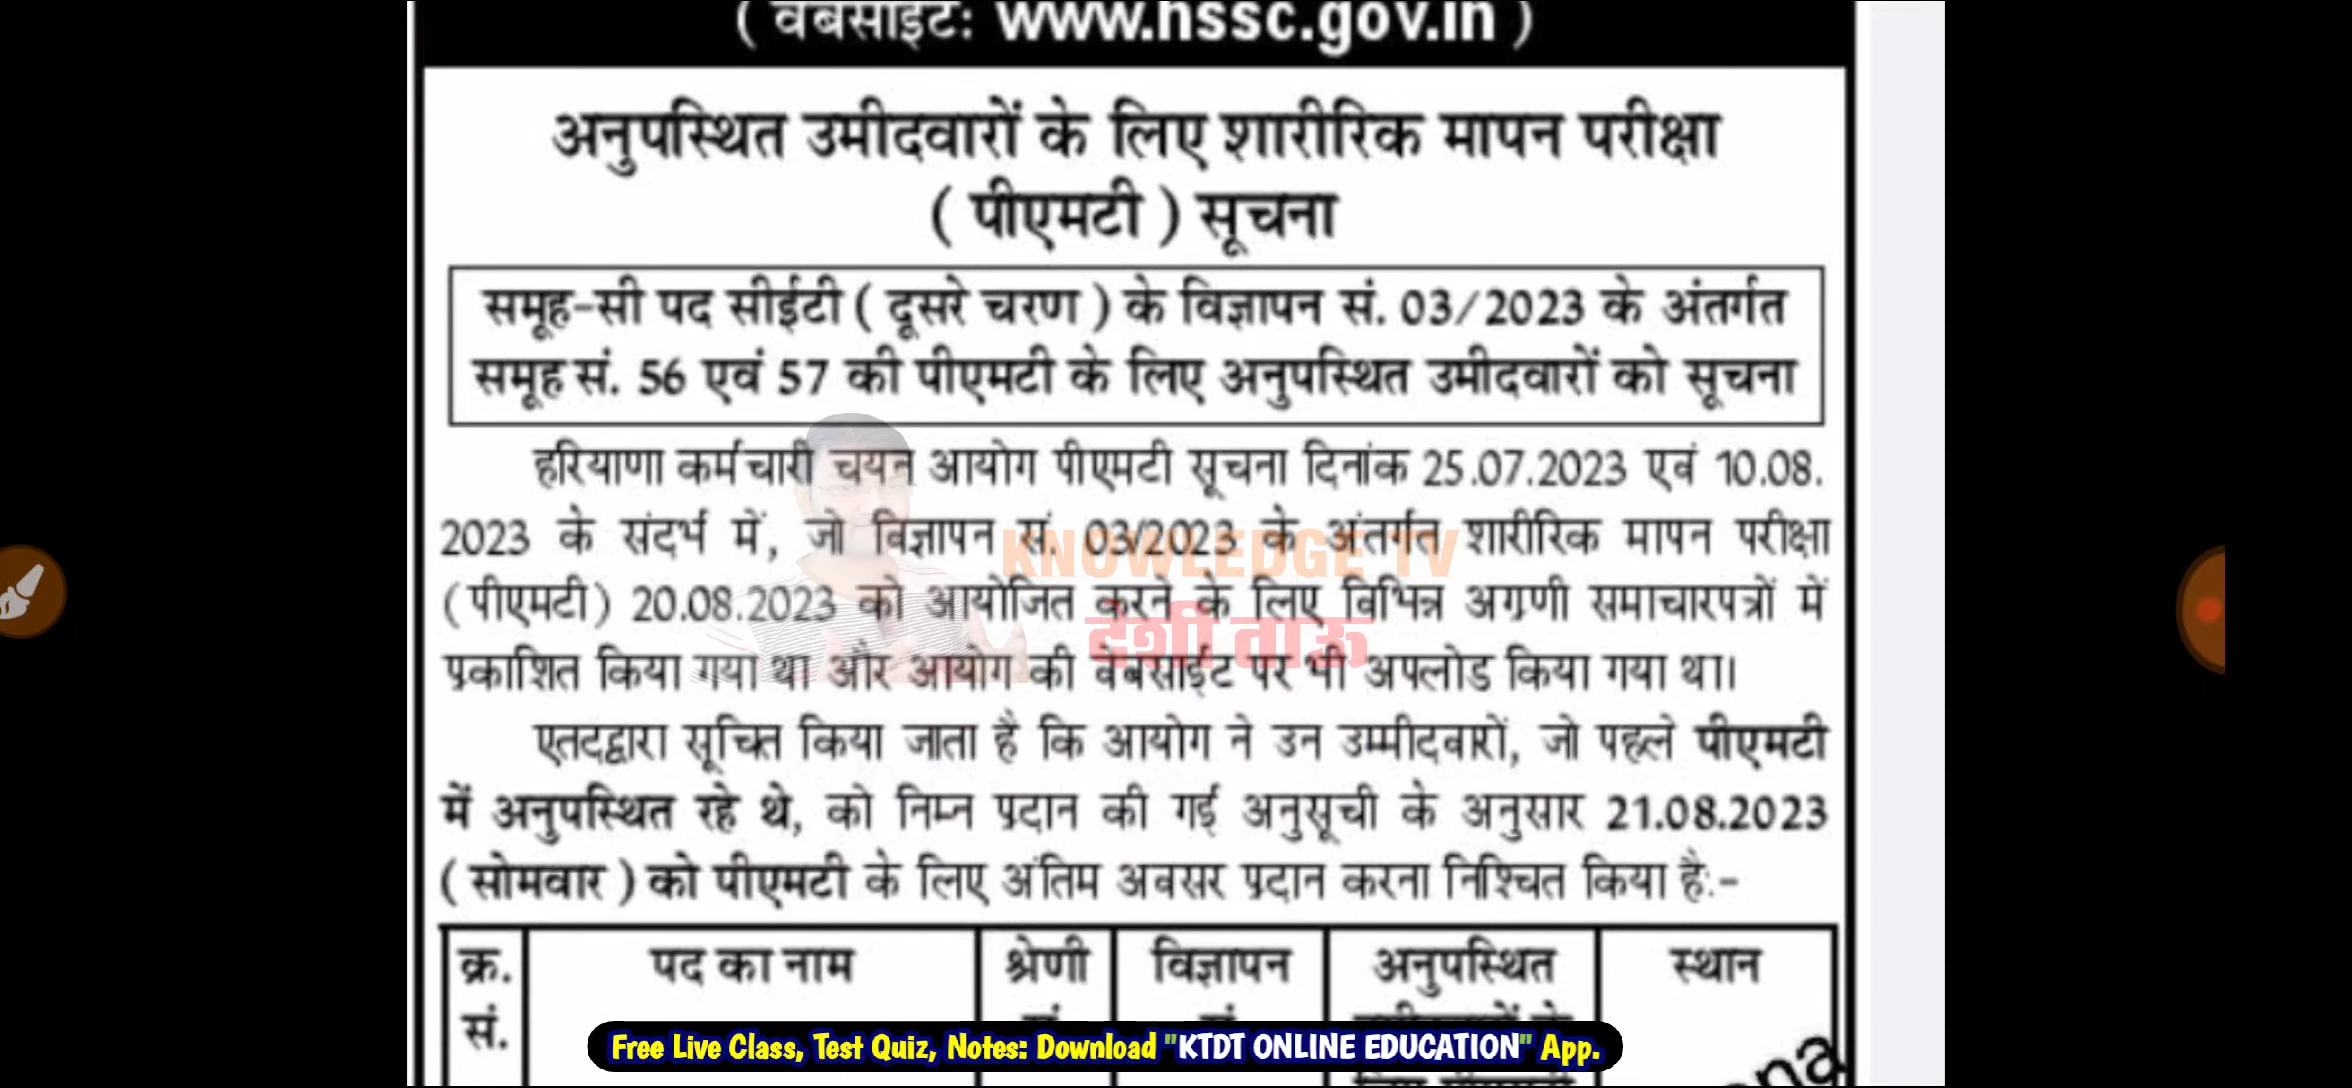 ( वेबसाईटः www.hssc.gov.in )
अनुपस्थित उमीदवारों के लिए शारीरिक मापन परीक्षा
( पीएमटी ) सूचना
समूह-सी पद सीईटी ( दूसरे चरण ) के विज्ञापन सं. 03/2023 के अंतर्गत
समूह सं. 56 एवं 57 की पीएमटी के लिए अनुपस्थित उमीदवारों को सूचना
हरियाणा कर्मचारी चयन आयोग पीएमटी सूचना दिनांक 25.07.2023 एवं 10.08.
2023 के संदर्भ में, जो विज्ञापन सं. 03/2023 के अंतर्गत शारीरिक मापन परीक्षा
KNOWLEDGE TV
(पीएमटी) 20.08.2023 को आयोजित करने के लिए विभिन्न अग्रणी समाचारपत्रों में
देशी ताऊ
प्रकाशित किया गया था और आयोग की वेबसाईट पर भी अपलोड किया गया था।
एतदद्वारा सूचित किया जाता है कि आयोग ने उन उम्मीदवारों, जो पहले पीएमटी
में अनुपस्थित रहे थे, को निम्न प्रदान की गई अनुसूची के अनुसार 21.08.2023
( सोमवार ) को पीएमटी के लिए अंतिम अवसर प्रदान करना निश्चित किया है:-
क्र. पद का नाम श्रेणी विज्ञापन अनुपस्थित स्थान
सं.
Free Live Class, Test Quiz, Notes: Download "KTDT ONLINE EDUCATION" App.